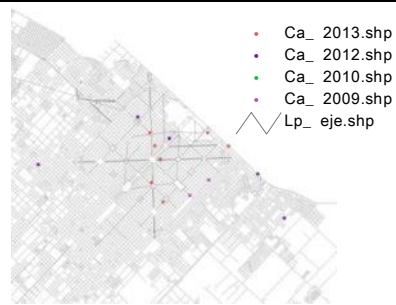 Ca_ 2013.shp
Ca_ 2012.shp
Ca_ 2010.shp
Ca_ 2009.shp
Lp_ eje.shp